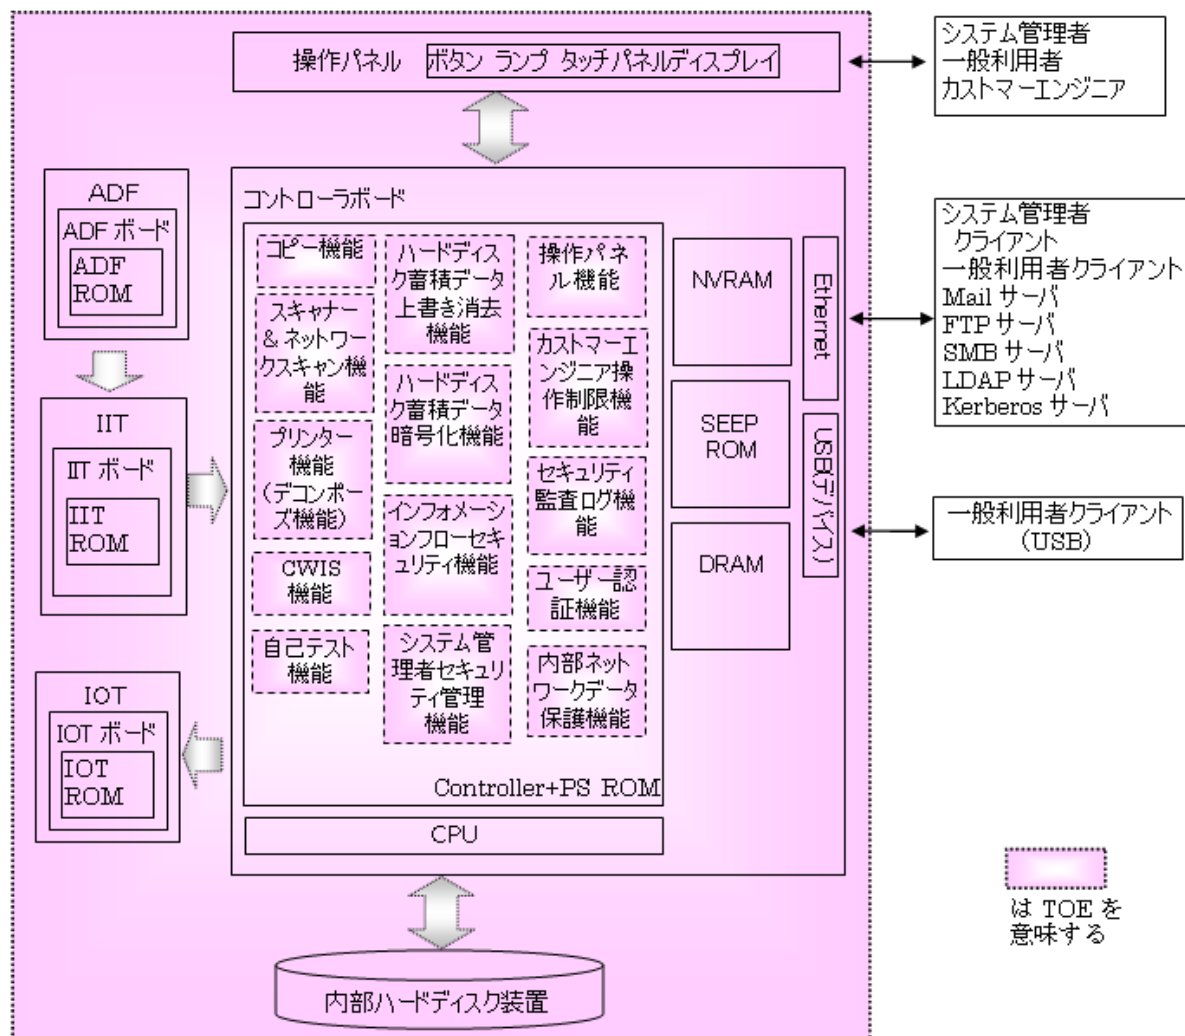 操作パネル ボタン ランプ タッチパネルディスプレイ
システム管理者
一般利用者
カストマーエンジニア
ADF
ADF ボード
ADF
ROM
IIT
IIT ボード
IIT
ROM
IOT
IOT ボード
IOT
ROM
コントローラボード
コピー機能
スキャナー
& ネットワー
クスキャン機
能
プリンター
機能
(デコンポー
ズ機能)
CWIS
機能
自己テスト
機能
ハードディス
ク蓄積データ
上書き消去
機能
ハードディス
ク蓄積データ
暗号化機能
インフォメーシ
ョンフローセキ
ュリティ機能
システム管
理者セキュリ
ティ管理
機能
操作パネ
ル機能
カストマーエ
ンジニア操
作制限機
能
セキュリティ
監査ログ機
能
ユーザー認
証機能
内部ネット
ワークデータ
保護機能
Controller+PS ROM
CPU
NVRAM
SEEP
ROM
DRAM
Ethernet
USB(デバイス)
システム管理者
クライアント
一般利用者クライアント
Mail サーバ
FTP サーバ
SMB サーバ
LDAP サーバ
Kerberos サーバ
一般利用者クライアント
(USB)
内部ハードディスク装置
は TOE を
意味する